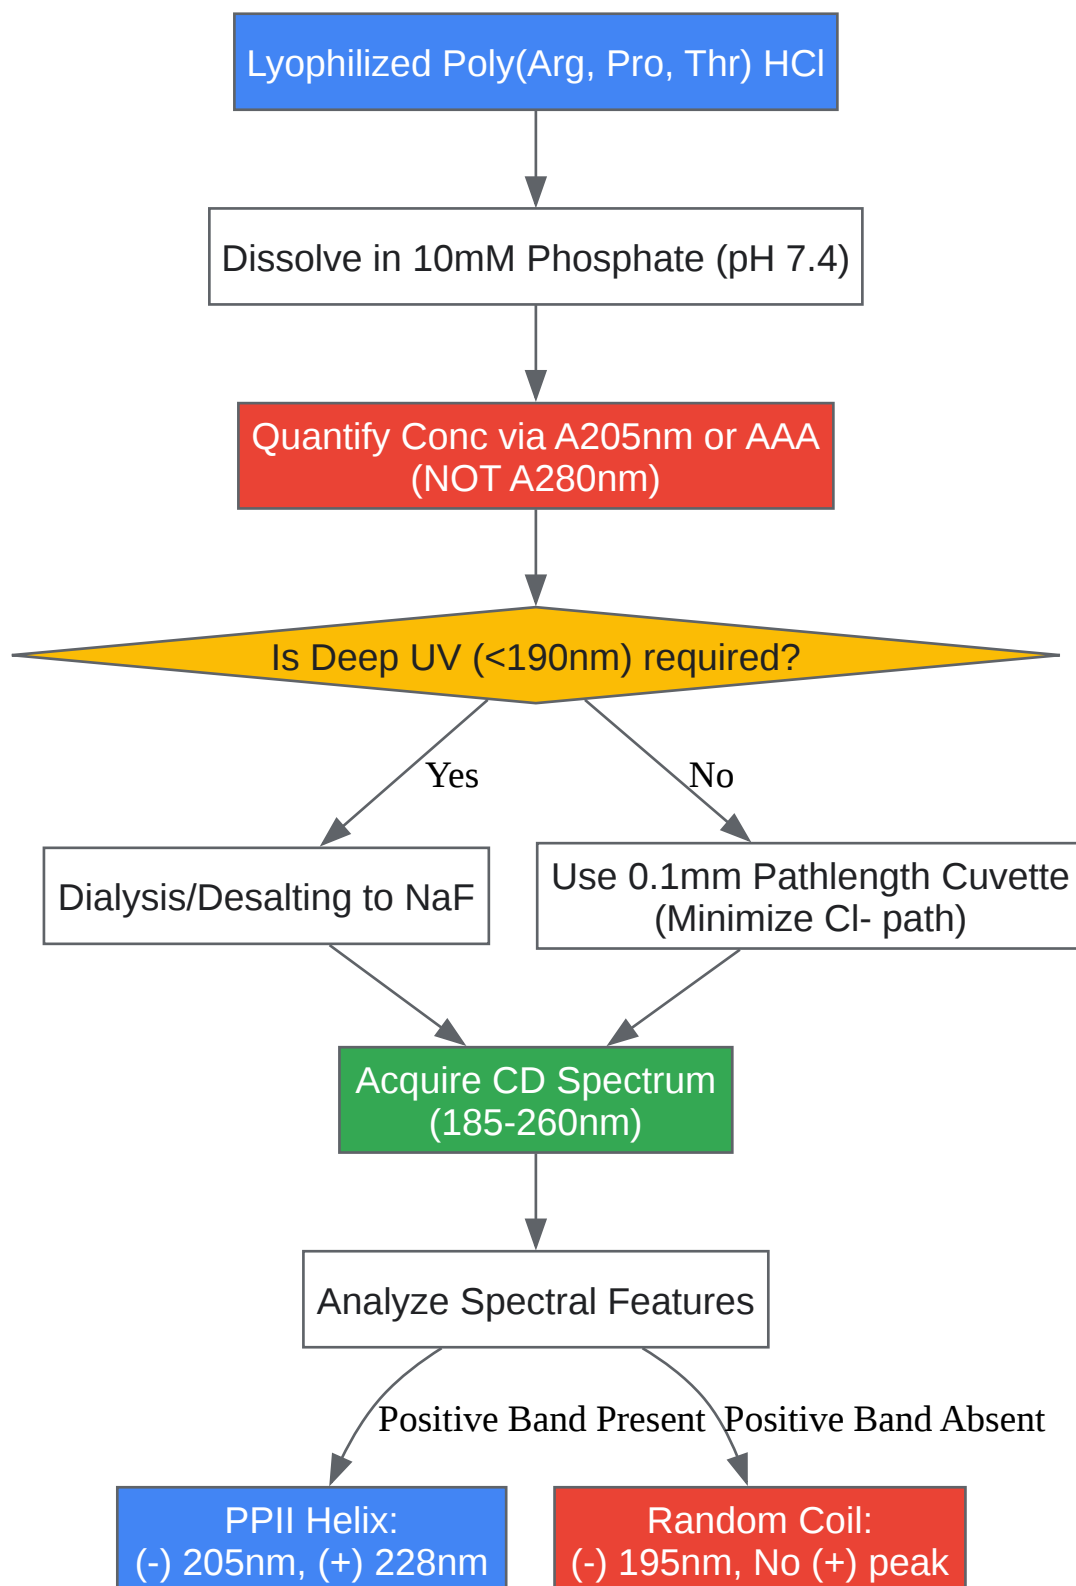 Lyophilized Poly(Arg, Pro, Thr) HCl
Dissolve in 10mM Phosphate (pH 7.4)
Quantify Conc via A205nm or AAA
(NOT A280nm)
Is Deep UV (<190nm) required?
Yes
No
Dialysis/Desalting to NaF
Use 0.1mm Pathlength Cuvette
(Minimize Cl- path)
Acquire CD Spectrum
(185-260nm)
Analyze Spectral Features
Positive Band Present
Positive Band Absent
PPII Helix:
(-) 205nm, (+) 228nm
Random Coil:
(-) 195nm, No (+) peak